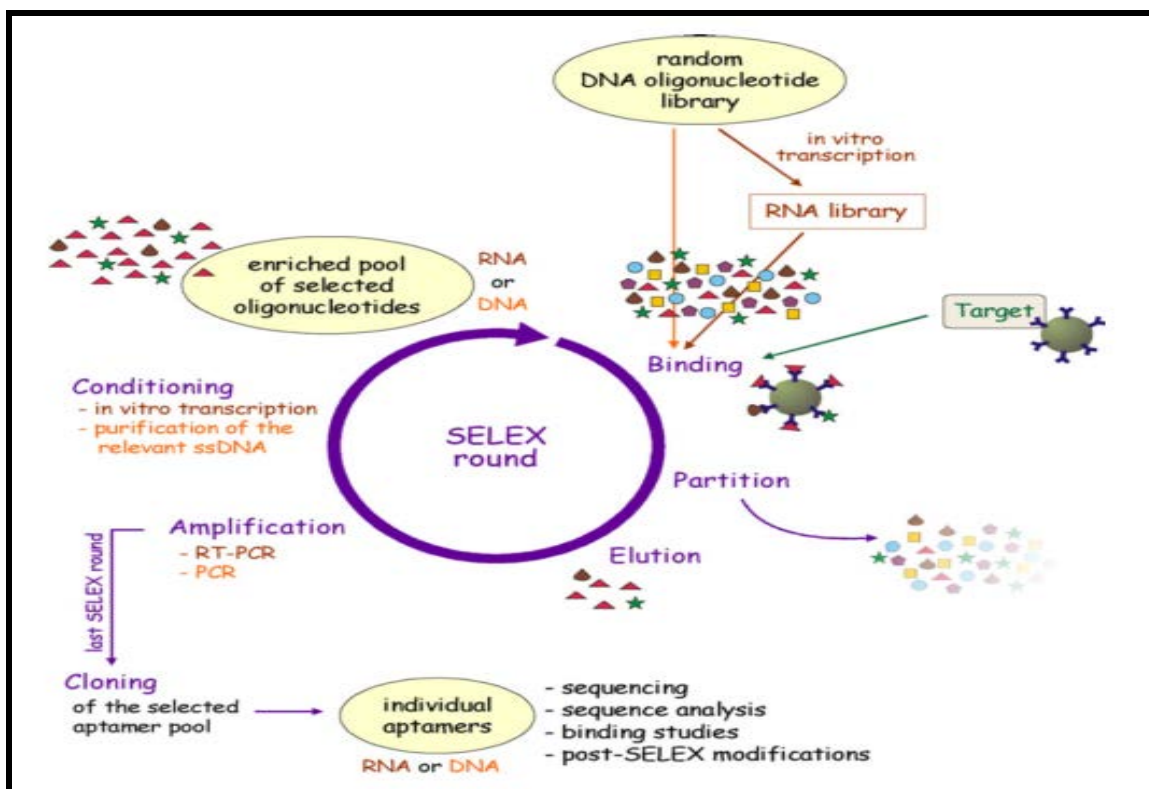 random
DNA oligonucleotide
library
in vitro
transcription
RNA library
enriched pool
of selected
oligonucleotides
RNA
or
DNA
Target
Binding
Conditioning
- in vitro transcription
- purification of the
relevant ssDNA
SELEX
round
Partition
Amplification
- RT-PCR
- PCR
Elution
last SELEX round
Cloning
of the selected
aptamer pool
individual
aptamers
RNA or DNA
- sequencing
- sequence analysis
- binding studies
- post-SELEX modifications